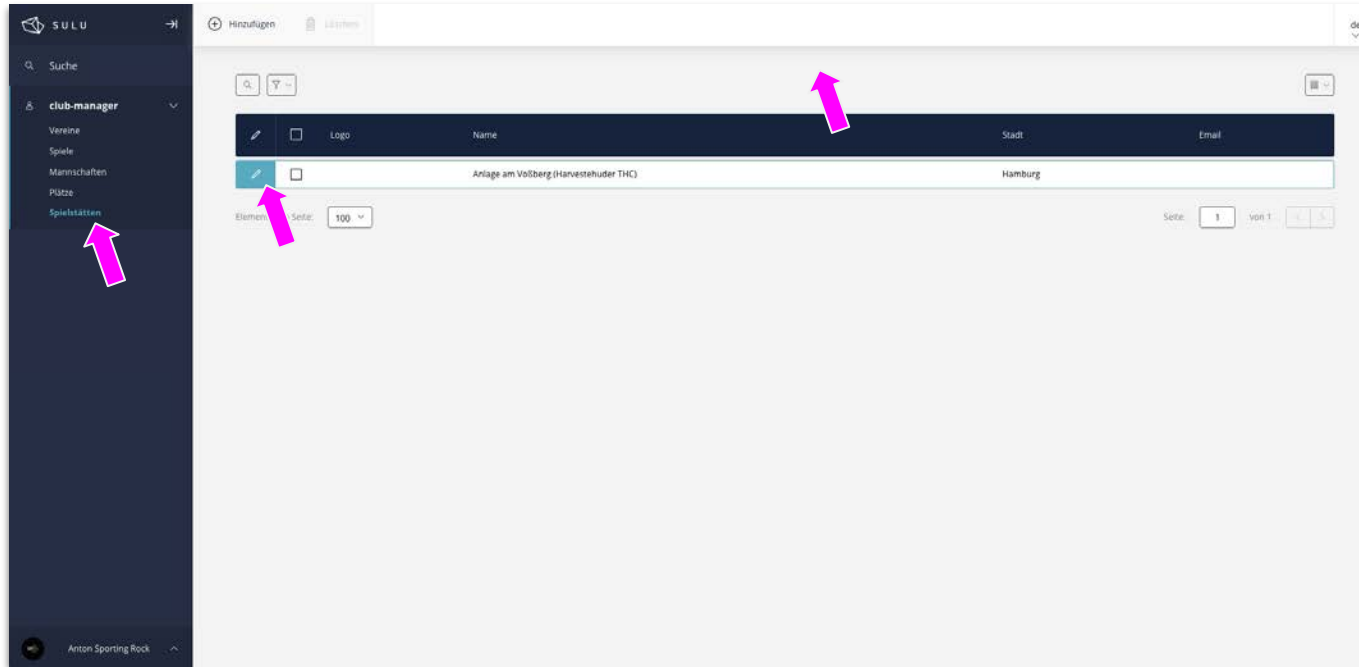 SULU
Hinzufügen
Löschen
de
Suche
club-manager
Vereine
Spiele
Mannschaften
Plätze
Spielstätten
Logo Name Stadt Email
Anlage am Voßberg (Harvestehuder THC) Hamburg
Seite: 100
Seite: 1 von 1
Anton Sporting Rock